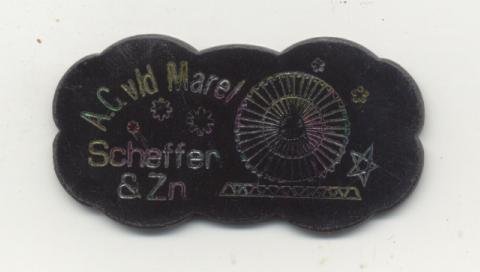 A.C. v/d Marel
Scheffer
& Zn